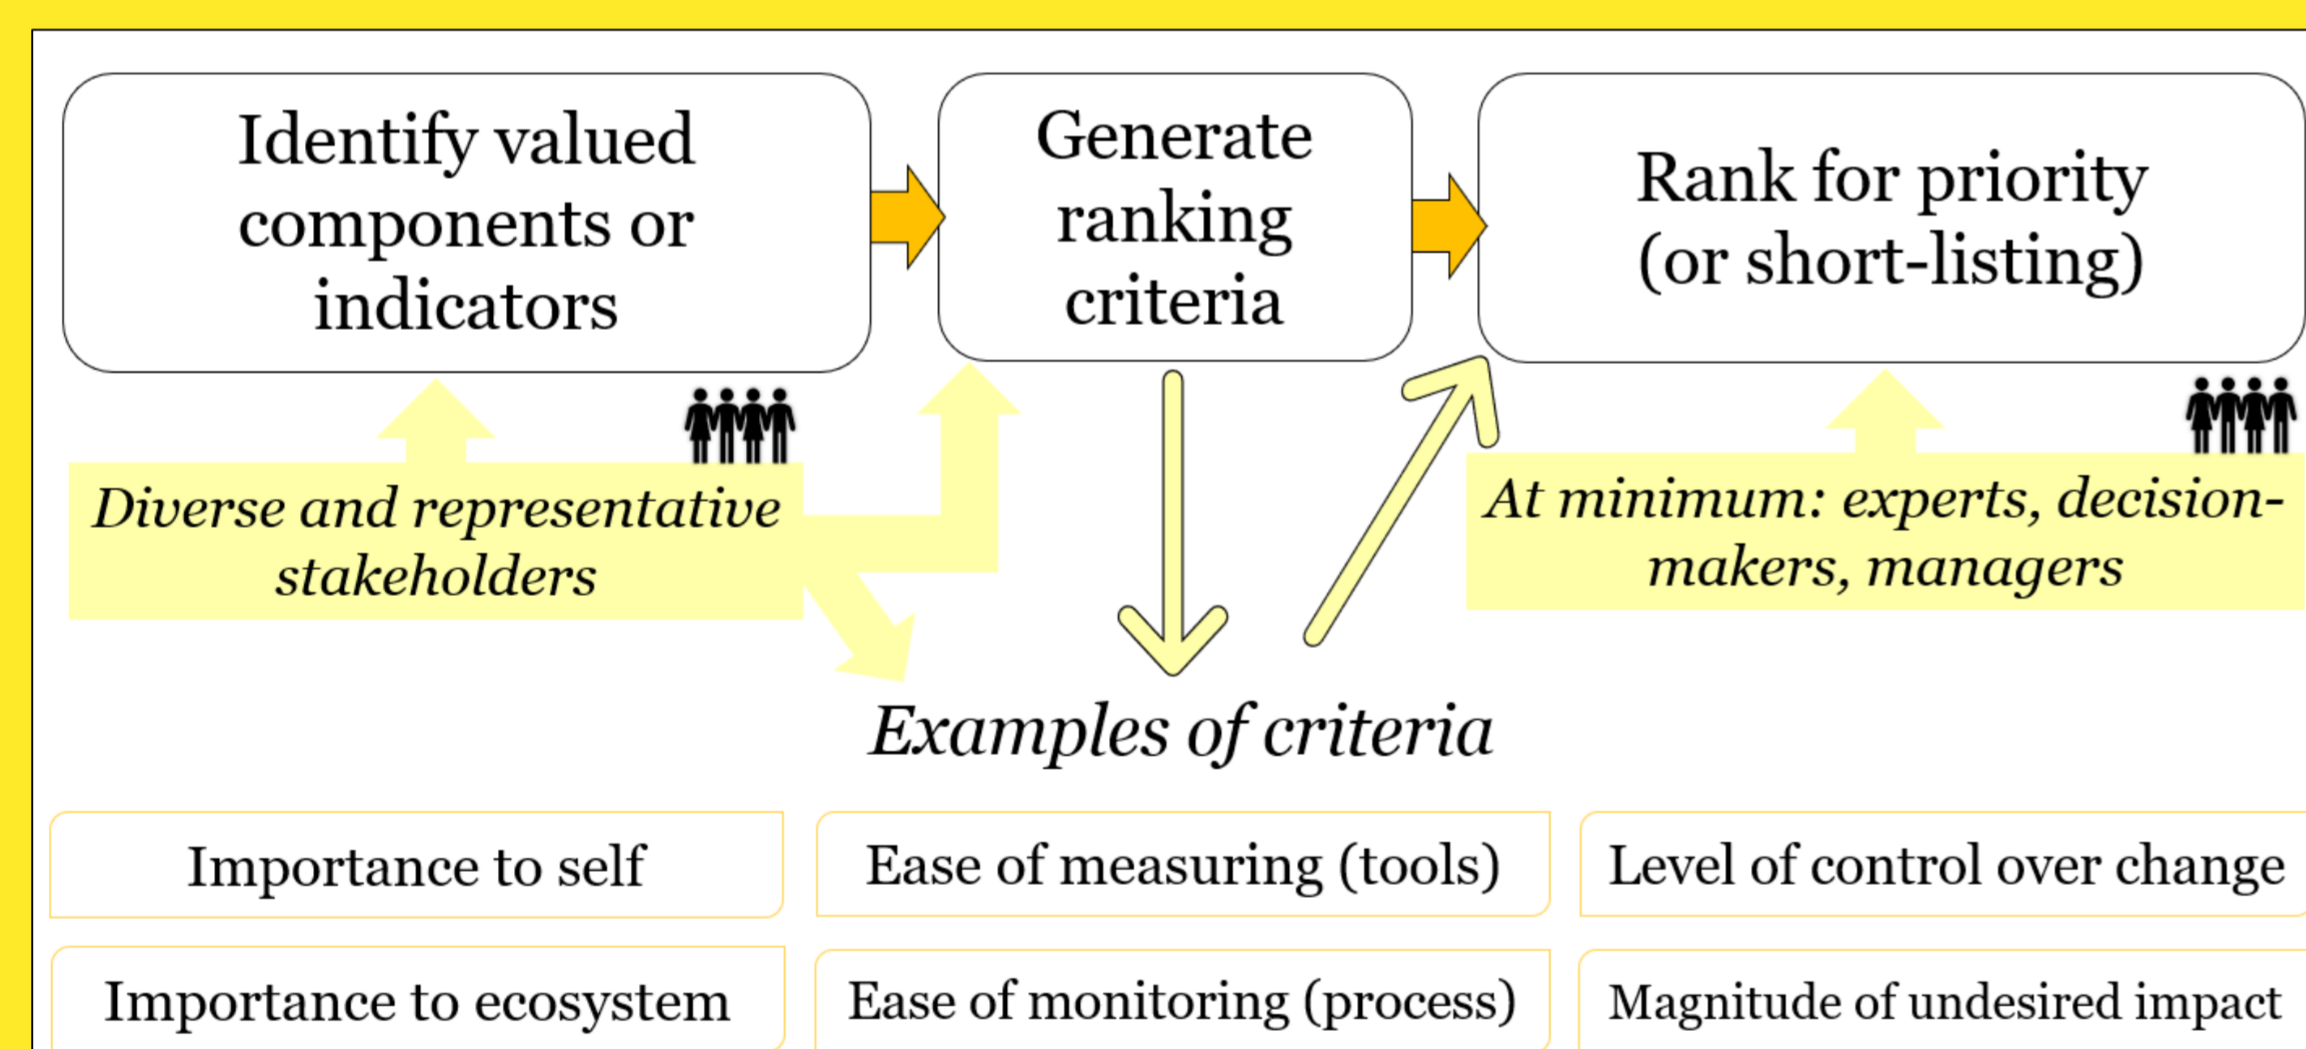 Identify valued
components or
indicators
Generate
ranking
criteria
Rank for priority
(or short-listing)
Diverse and representative
stakeholders
At minimum: experts, decision-
makers, managers
Examples of criteria
Importance to self
Ease of measuring (tools)
Level of control over change
Importance to ecosystem
Ease of monitoring (process)
Magnitude of undesired impact